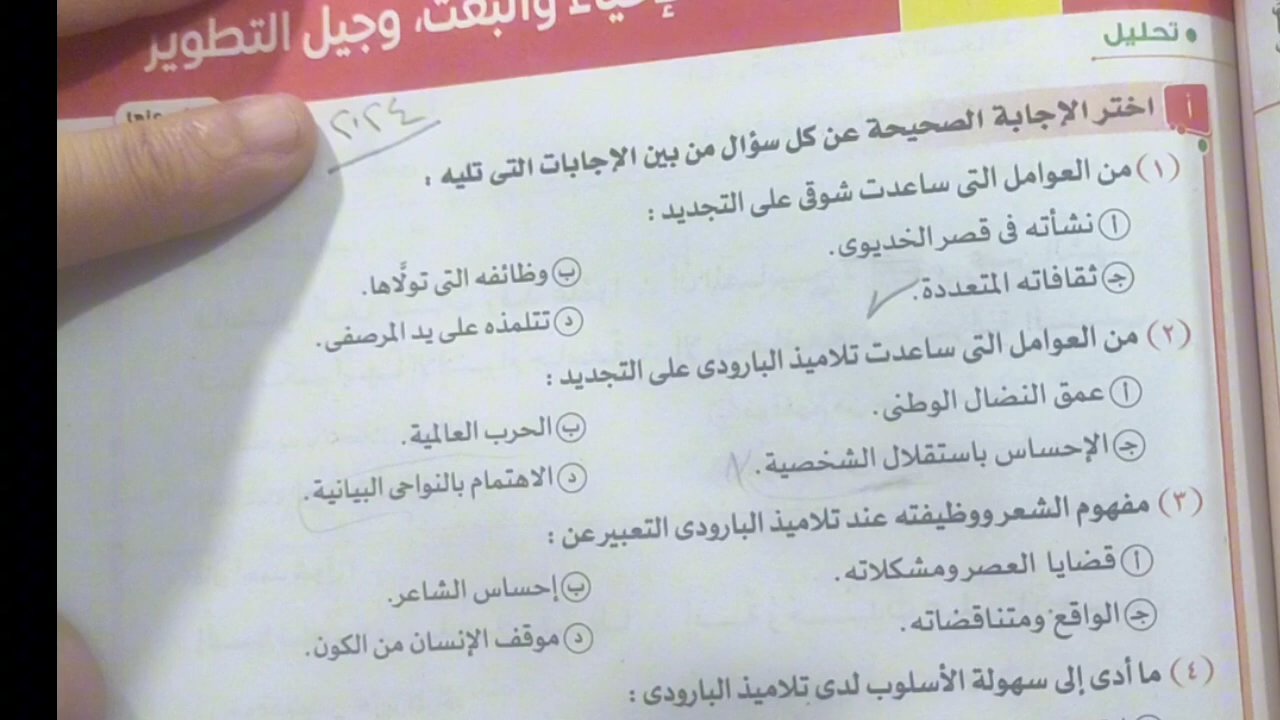 والبعث، وجيل التطوير
• تحليل
٢٠٢٤
أ اختر الإجابة الصحيحة عن كل سؤال من بين الإجابات التى تليه :
(١) من العوامل التى ساعدت شوقى على التجديد :
أ نشأته فى قصر الخديوى.
ب وظائفه التى تولَّاها.
ج ثقافاته المتعددة.
د تتلمذه على يد المرصفى.
(٢) من العوامل التى ساعدت تلاميذ البارودى على التجديد :
أ عمق النضال الوطنى.
ب الحرب العالمية.
ج الإحساس باستقلال الشخصية.
د الاهتمام بالنواحى البيانية.
(٣) مفهوم الشعر ووظيفته عند تلاميذ البارودى التعبير عن :
أ قضايا العصر ومشكلاته.
ب إحساس الشاعر.
ج الواقع ومتناقضاته.
د موقف الإنسان من الكون.
(٤) ما أدى إلى سهولة الأسلوب لدى تلاميذ البارودى :